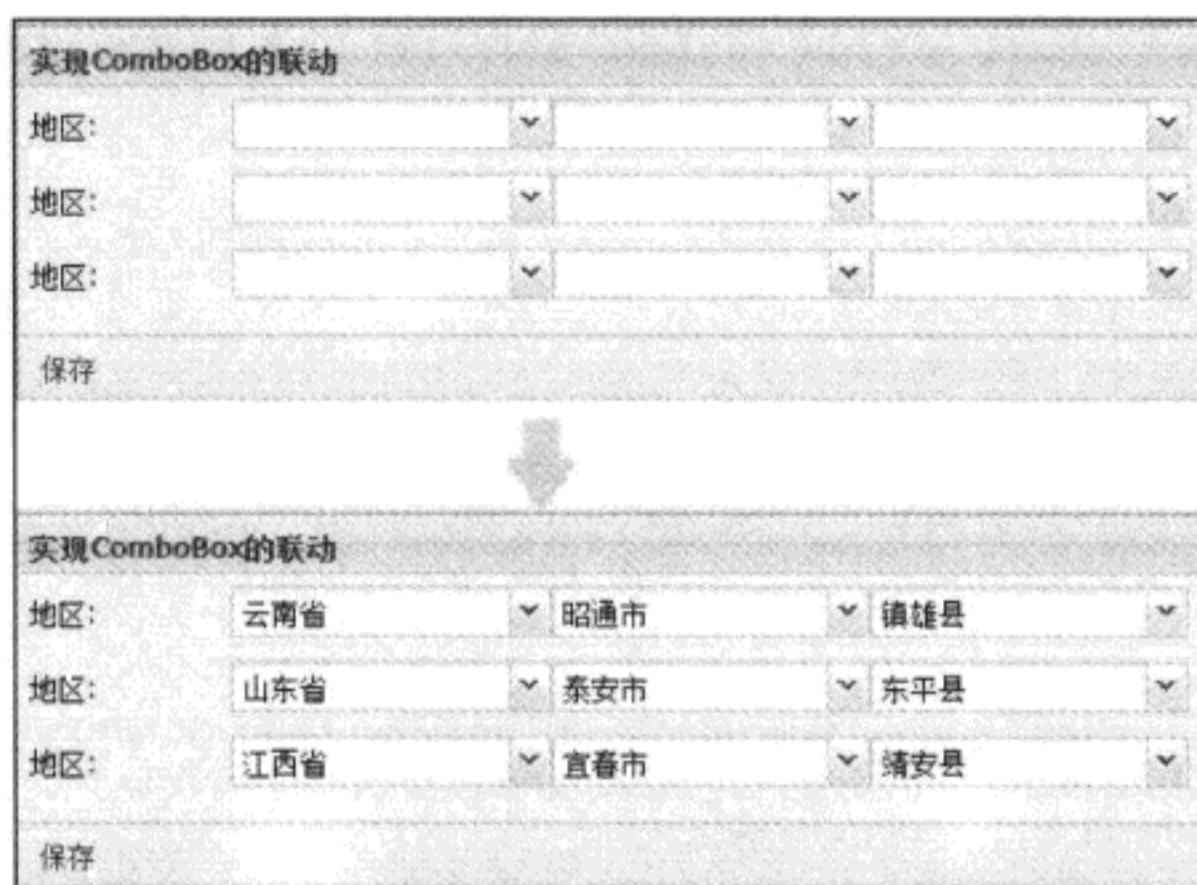 实现ComboBox的联动
地区:
地区:
地区:
保存
实现ComboBox的联动
地区: 云南省 昭通市 镇雄县
地区: 山东省 泰安市 东平县
地区: 江西省 宜春市 靖安县
保存